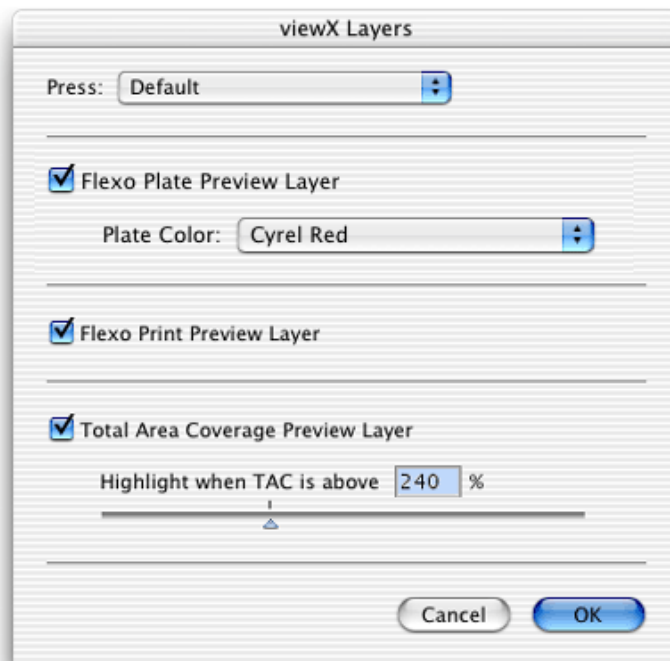 viewX Layers
Press: Default
Flexo Plate Preview Layer
Plate Color: Cyrel Red
Flexo Print Preview Layer
Total Area Coverage Preview Layer
Highlight when TAC is above 240 %
Cancel OK